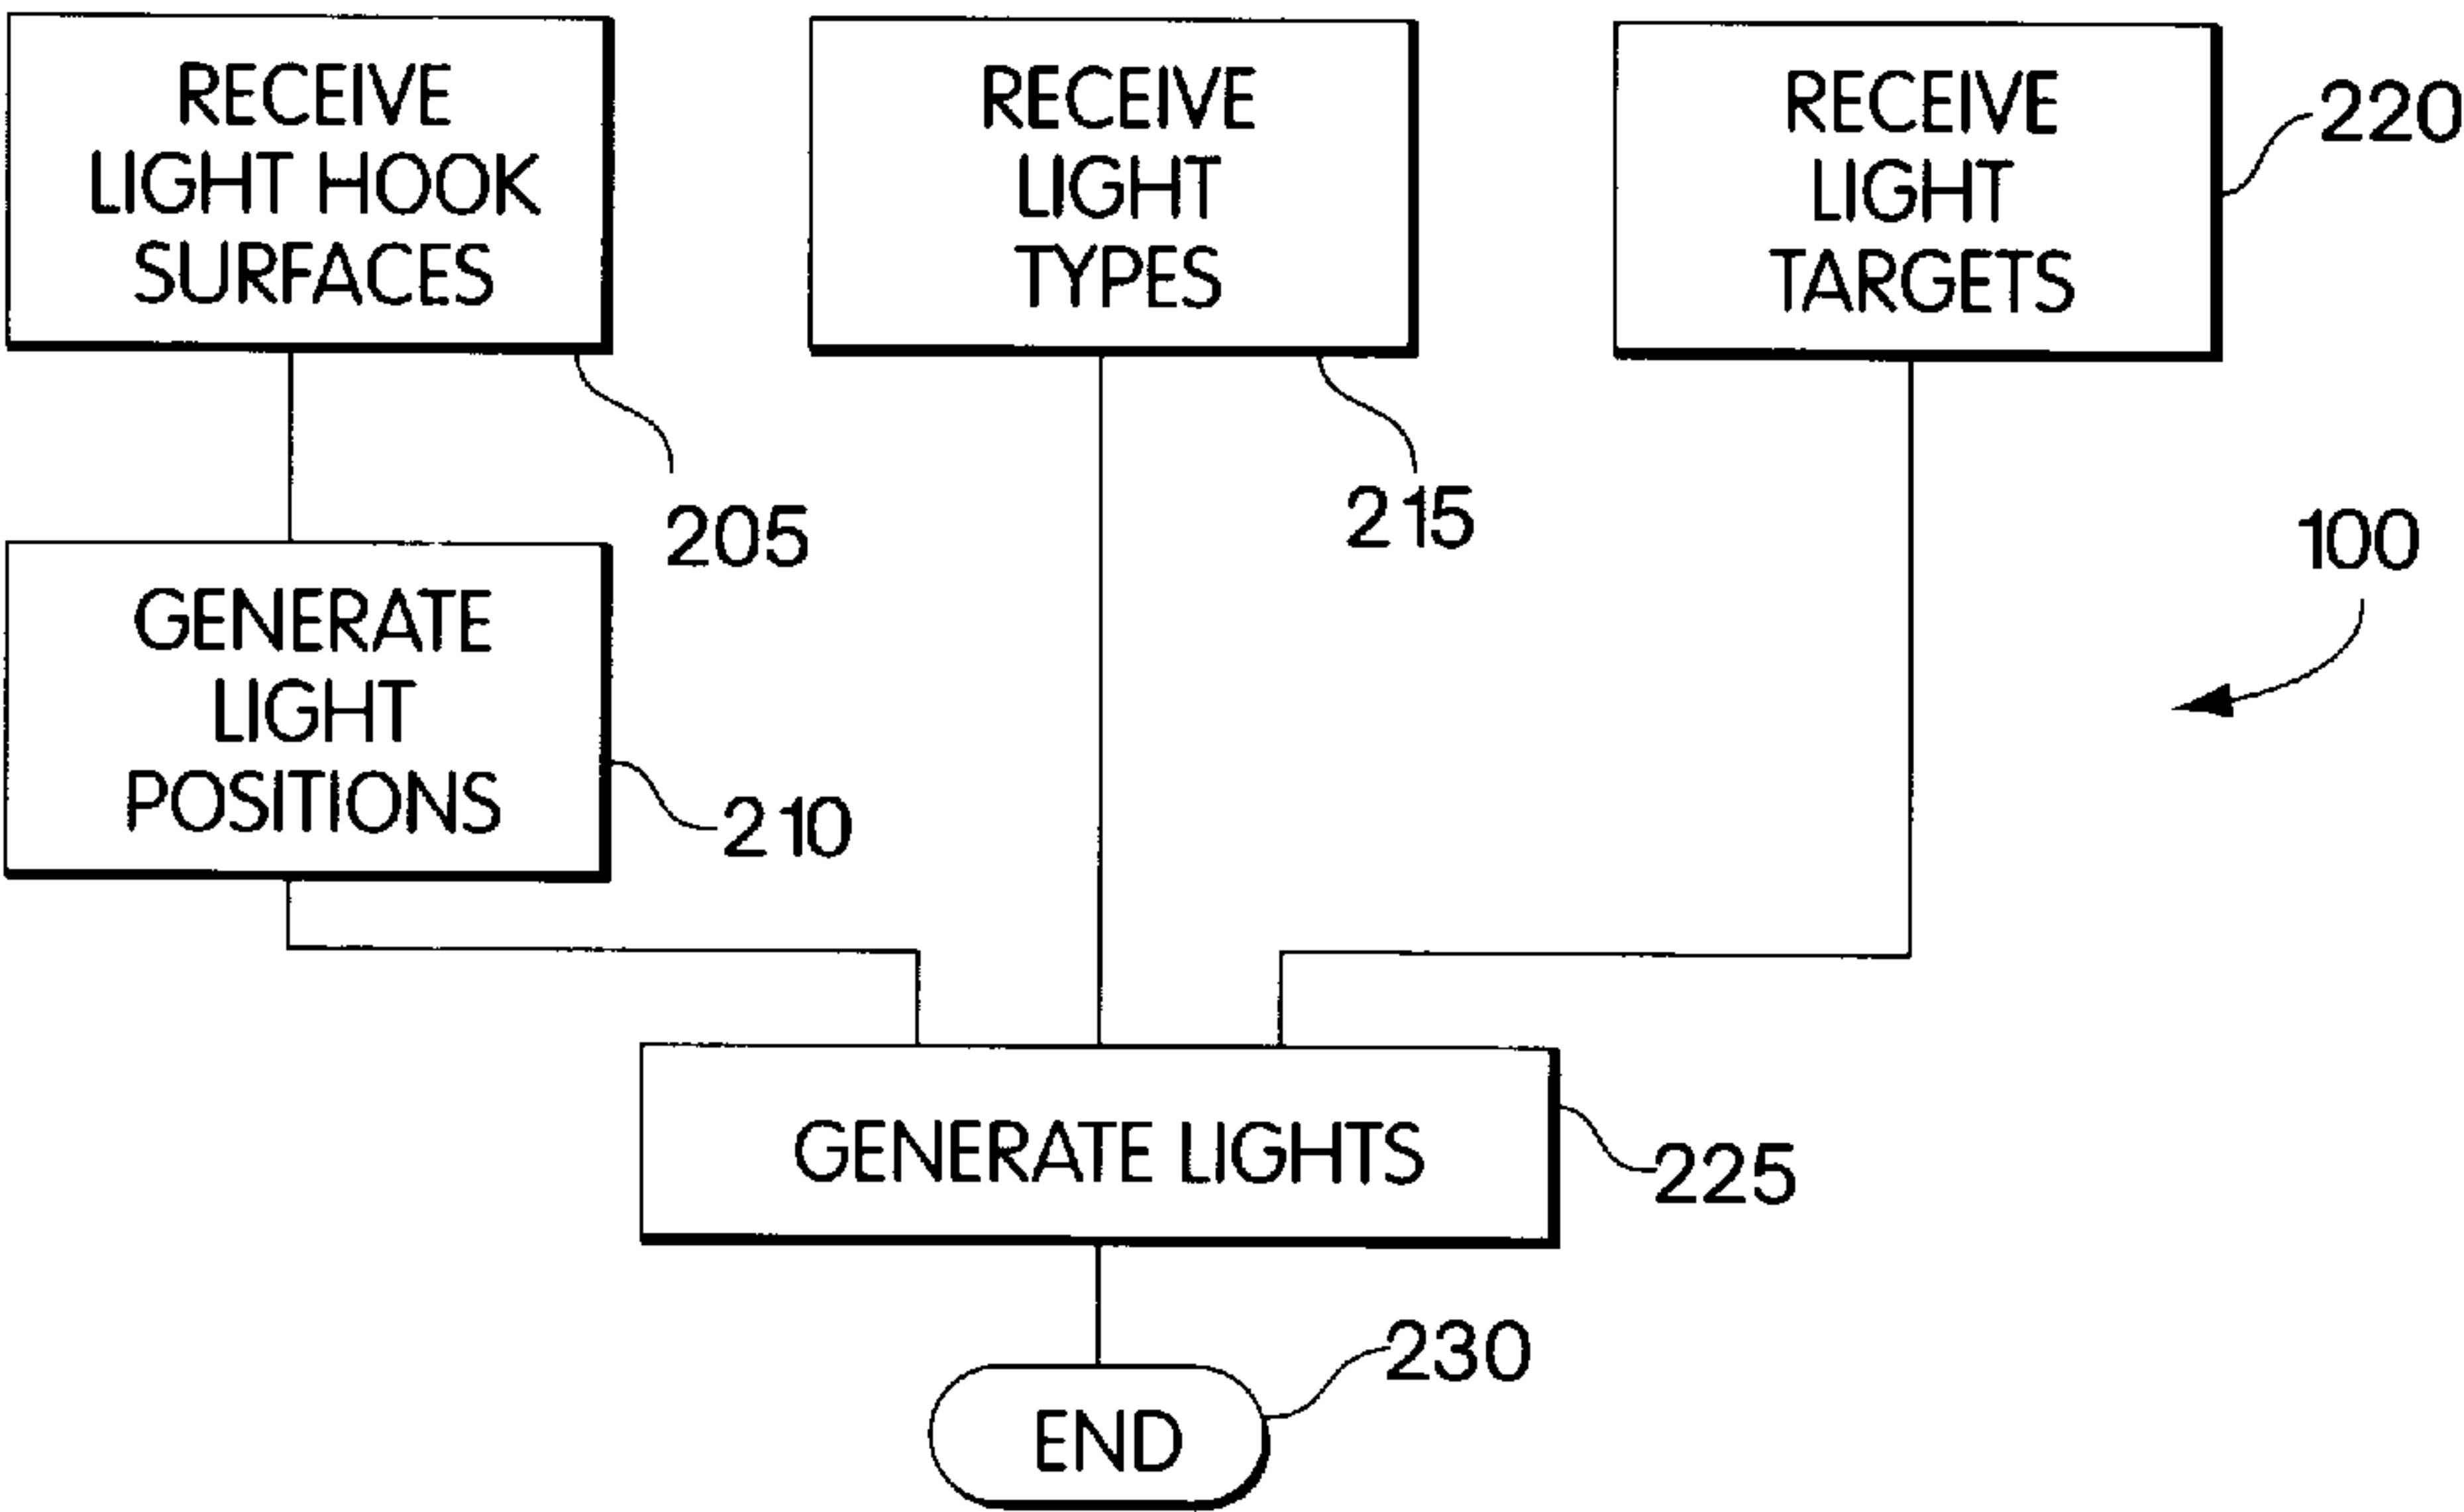 RECEIVE
LIGHT HOOK
SURFACES
205
RECEIVE
LIGHT
TYPES
215
RECEIVE
LIGHT
TARGETS
220
100
GENERATE
LIGHT
POSITIONS
210
GENERATE LIGHTS
225
END
230